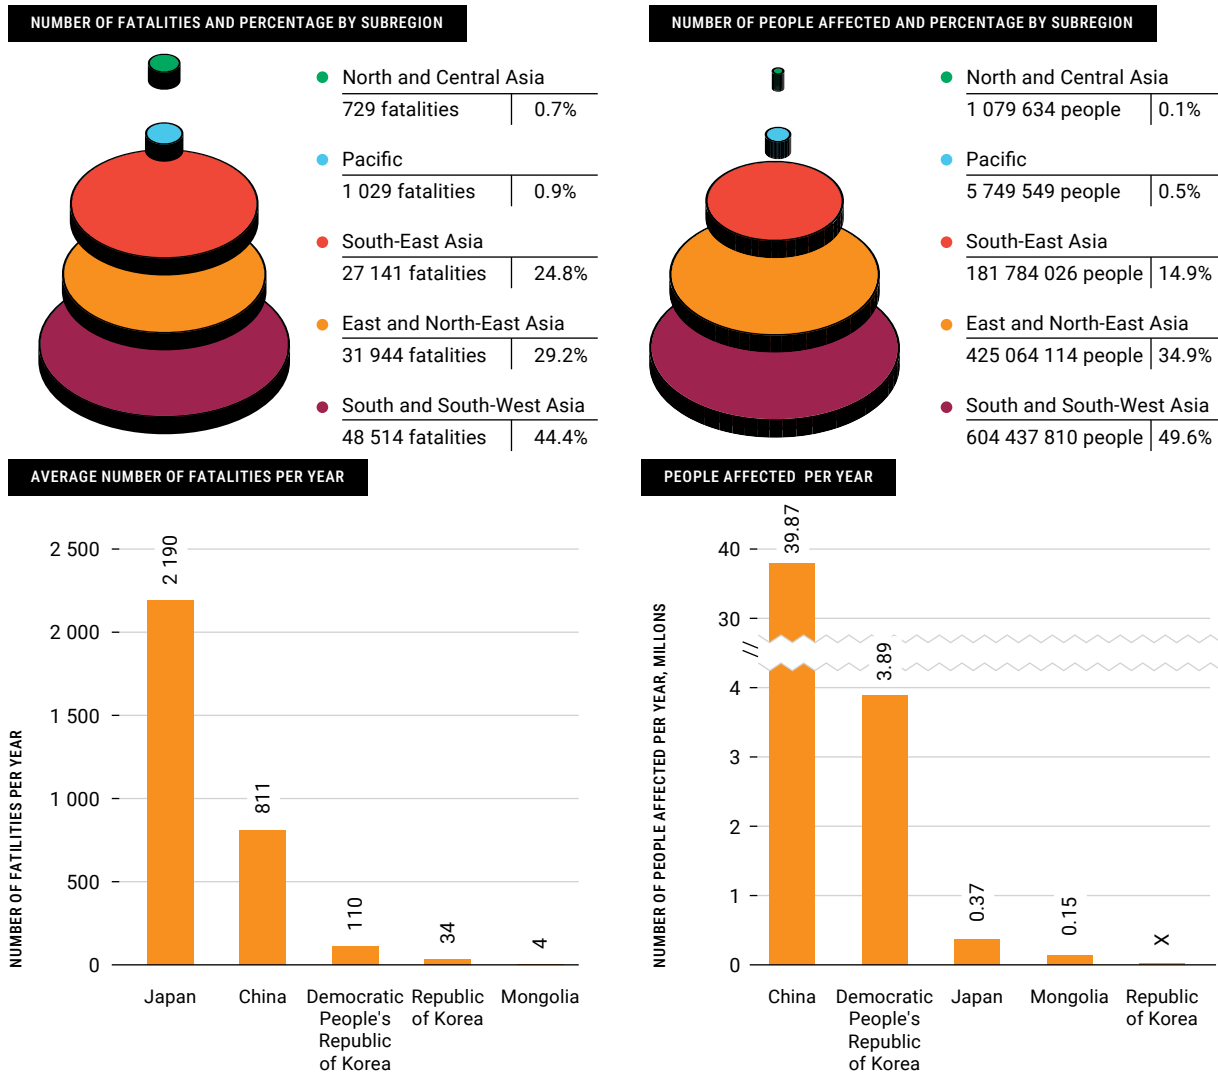 NUMBER OF FATALITIES AND PERCENTAGE BY SUBREGION
North and Central Asia
729 fatalities 0.7%
Pacific
1 029 fatalities 0.9%
South-East Asia
27 141 fatalities 24.8%
East and North-East Asia
31 944 fatalities 29.2%
South and South-West Asia
48 514 fatalities 44.4%
NUMBER OF PEOPLE AFFECTED AND PERCENTAGE BY SUBREGION
North and Central Asia
1 079 634 people 0.1%
Pacific
5 749 549 people 0.5%
South-East Asia
181 784 026 people 14.9%
East and North-East Asia
425 064 114 people 34.9%
South and South-West Asia
604 437 810 people 49.6%
AVERAGE NUMBER OF FATALITIES PER YEAR
NUMBER OF FATILITIES PER YEAR
2 500
2 000
1 500
1 000
500
0
2 190
811
110
34
4
Japan
China
Democratic
People's
Republic
of Korea
Republic
of Korea
Mongolia
PEOPLE AFFECTED PER YEAR
NUMBER OF PEOPLE AFFECTED PER YEAR, MILLONS
40
30
//
4
3
2
1
0
39.87
3.89
0.37
0.15
X
China
Democratic
People's
Republic
of Korea
Japan
Mongolia
Republic
of Korea